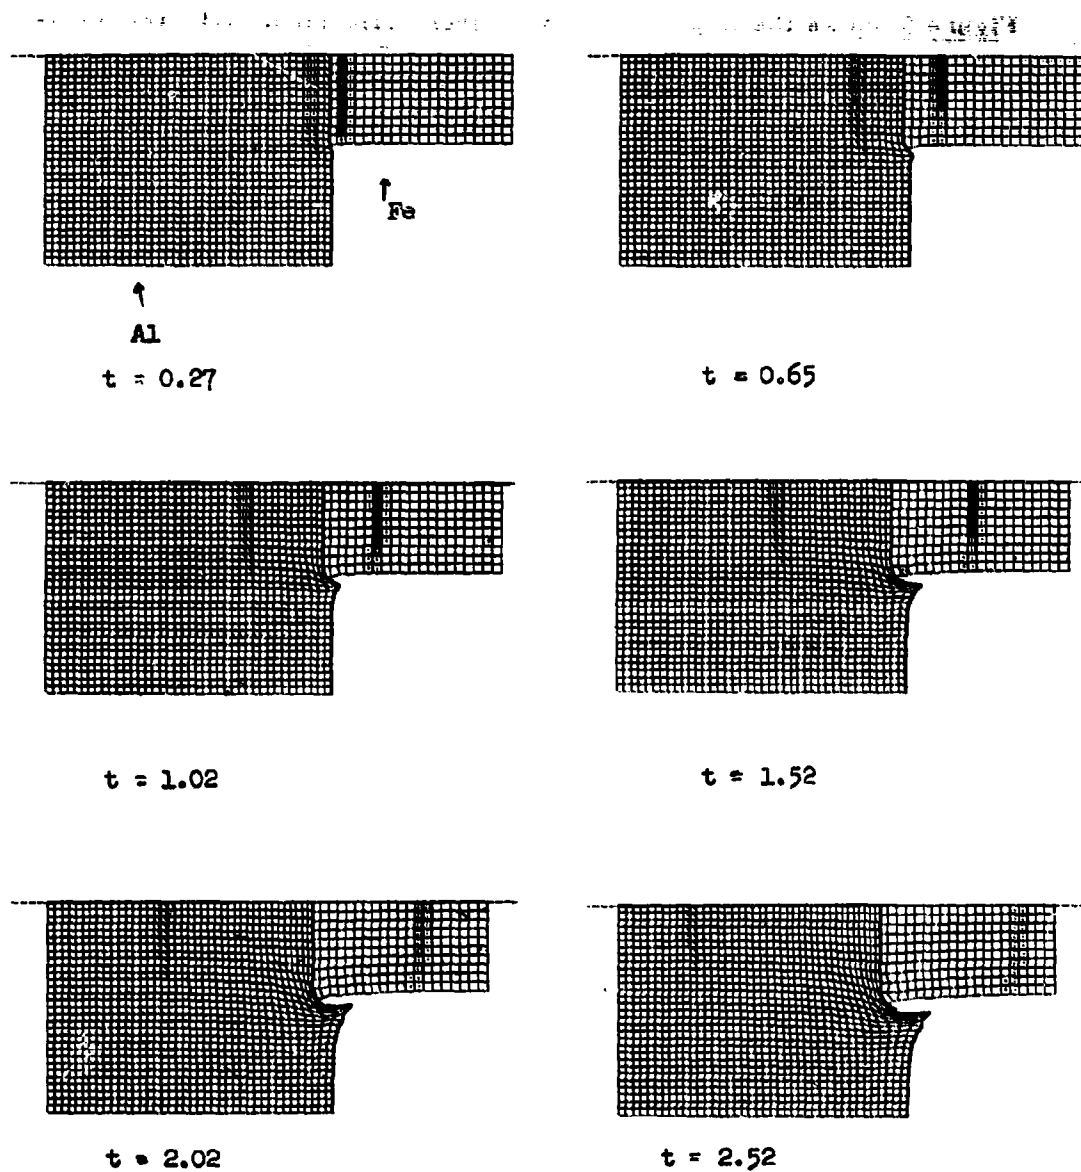 Fe
Al
t = 0.27
t = 0.65
t = 1.02
t = 1.52
t = 2.02
t = 2.52